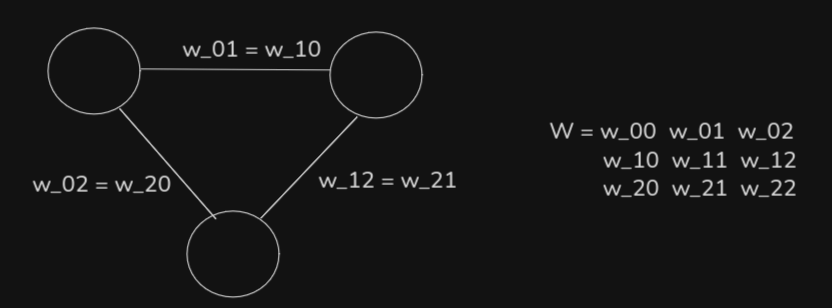 w_01 = w_10
W = w_00 w_01 w_02
w_10 w_11 w_12
w_20 w_21 w_22
w_02 = w_20
w_12 = w_21